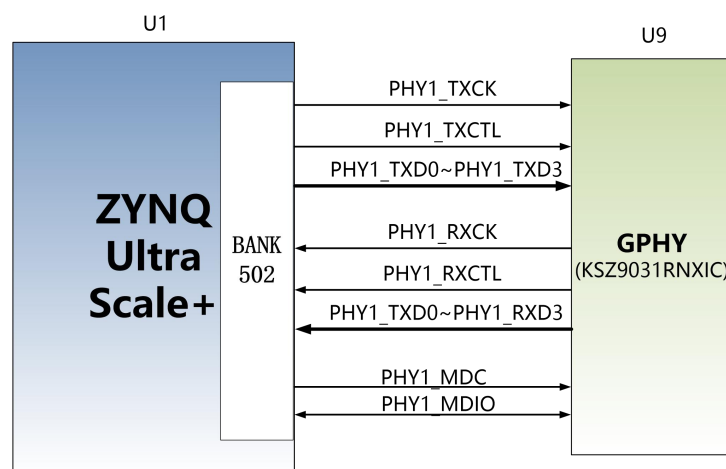 U1
U9
PHY1_TXCK
PHY1_TXCTL
PHY1_TXD0~PHY1_TXD3
ZYNQ
Ultra
Scale+
BANK
502
PHY1_RXCK
PHY1_RXCTL
PHY1_TXD0~PHY1_RXD3
GPHY
(KSZ9031RNXIC)
PHY1_MDC
PHY1_MDIO